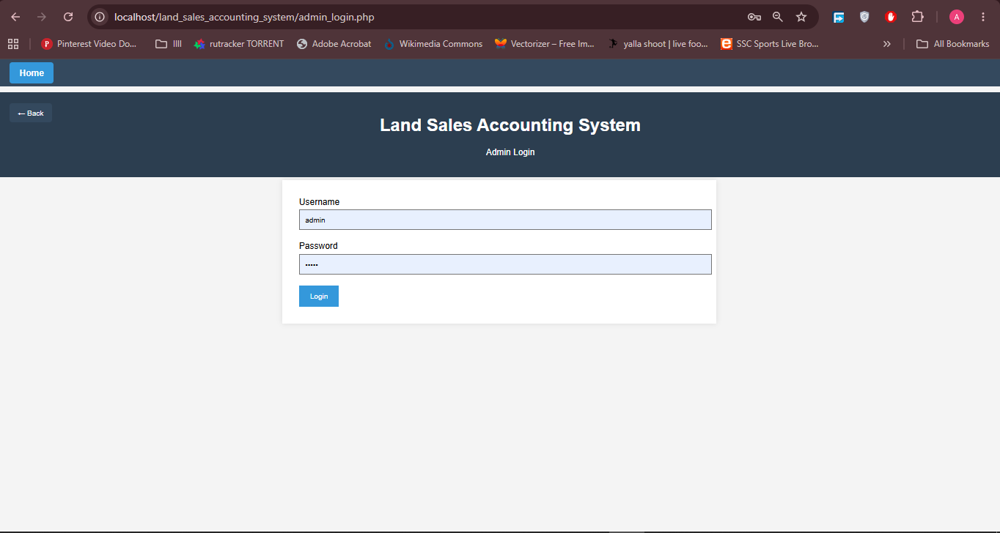 localhost/land_sales_accounting_system/admin_login.php
A
Pinterest Video Do... llll rutracker TORRENT Adobe Acrobat Wikimedia Commons Vectorizer – Free Im... yalla shoot | live foo... SSC Sports Live Bro... » All Bookmarks
Home
← Back
Land Sales Accounting System
Admin Login
Username
admin
Password
•••••
Login